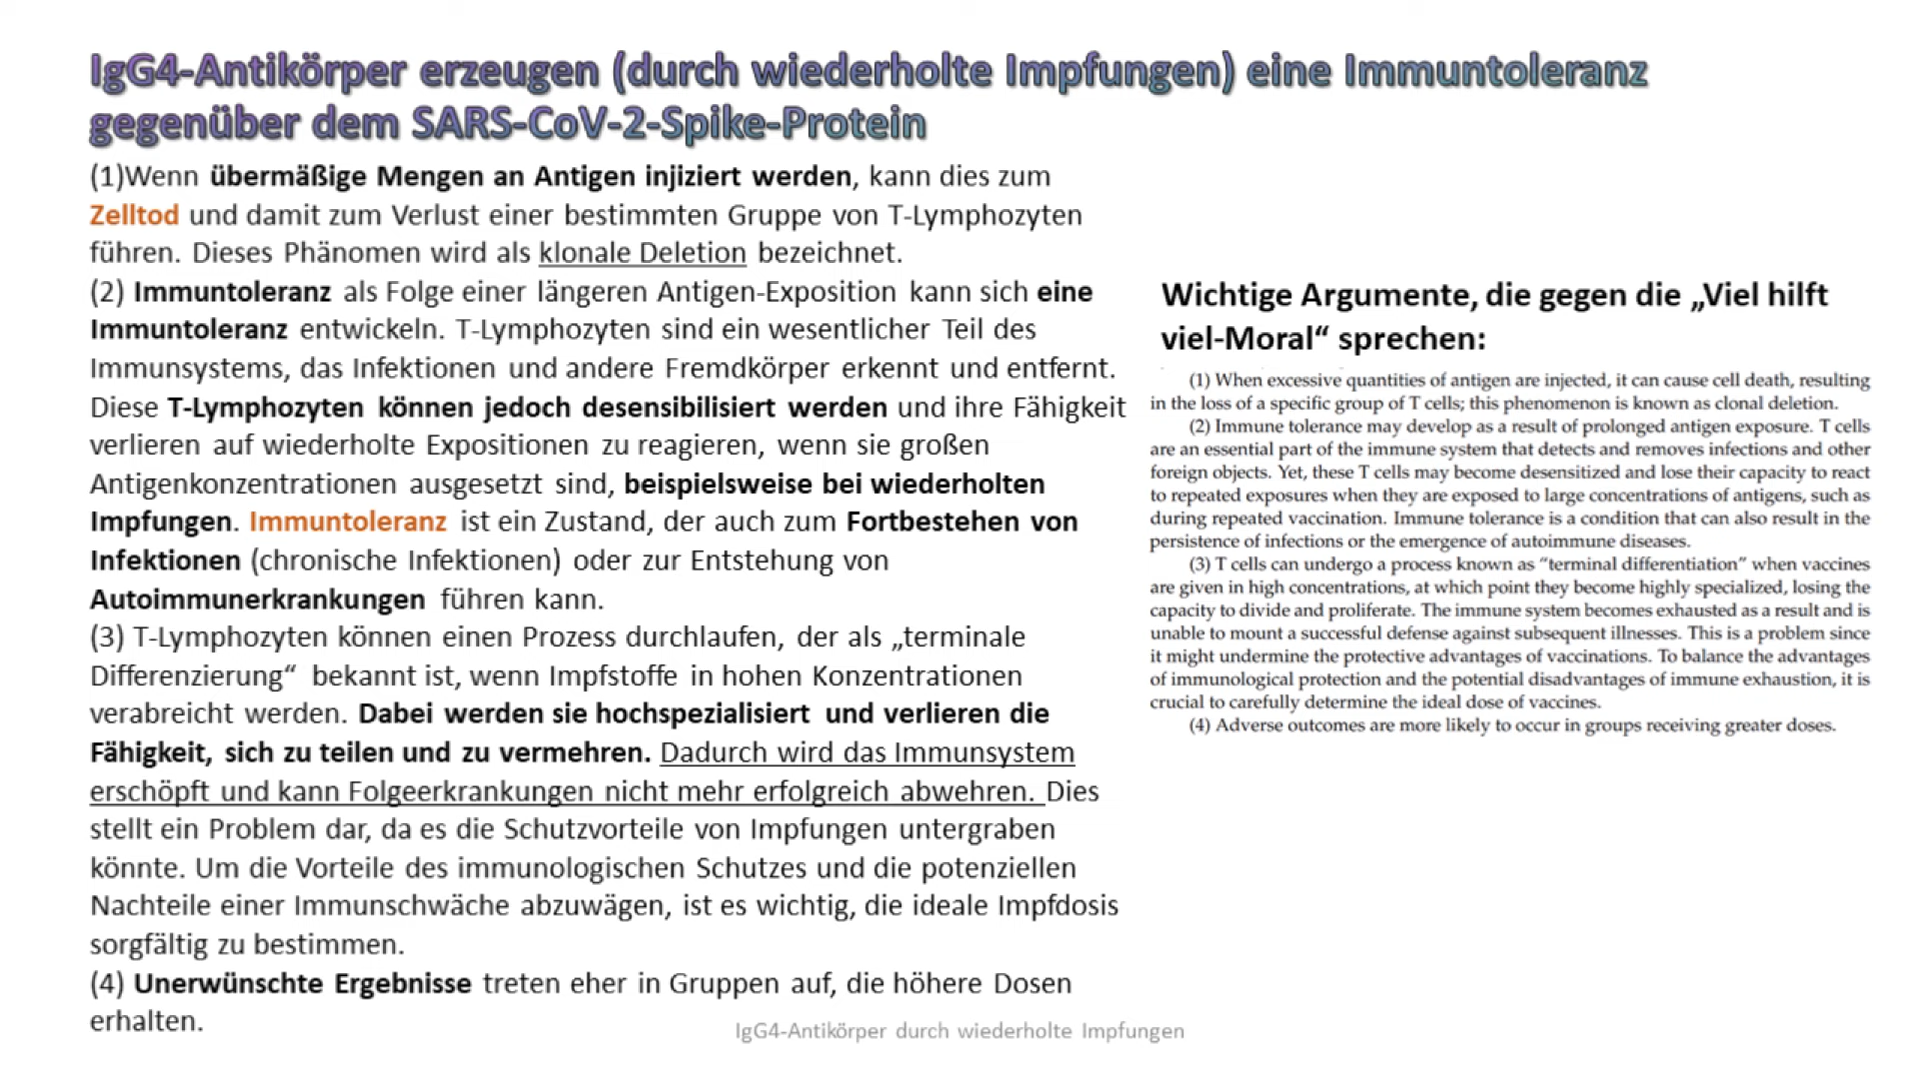 IgG4-Antikörper erzeugen (durch wiederholte Impfungen) eine Immuntoleranz
gegenüber dem SARS-CoV-2-Spike-Protein
(1)Wenn übermäßige Mengen an Antigen injiziert werden, kann dies zum
Zelltod und damit zum Verlust einer bestimmten Gruppe von T-Lymphozyten
führen. Dieses Phänomen wird als klonale Deletion bezeichnet.
(2) Immuntoleranz als Folge einer längeren Antigen-Exposition kann sich eine
Immuntoleranz entwickeln. T-Lymphozyten sind ein wesentlicher Teil des
Immunsystems, das Infektionen und andere Fremdkörper erkennt und entfernt.
Diese T-Lymphozyten können jedoch desensibilisiert werden und ihre Fähigkeit
verlieren auf wiederholte Expositionen zu reagieren, wenn sie großen
Antigenkonzentrationen ausgesetzt sind, beispielsweise bei wiederholten
Impfungen. Immuntoleranz ist ein Zustand, der auch zum Fortbestehen von
Infektionen (chronische Infektionen) oder zur Entstehung von
Autoimmunerkrankungen führen kann.
(3) T-Lymphozyten können einen Prozess durchlaufen, der als „terminale
Differenzierung“ bekannt ist, wenn Impfstoffe in hohen Konzentrationen
verabreicht werden. Dabei werden sie hochspezialisiert und verlieren die
Fähigkeit, sich zu teilen und zu vermehren. Dadurch wird das Immunsystem
erschöpft und kann Folgeerkrankungen nicht mehr erfolgreich abwehren. Dies
stellt ein Problem dar, da es die Schutzvorteile von Impfungen untergraben
könnte. Um die Vorteile des immunologischen Schutzes und die potenziellen
Nachteile einer Immunschwäche abzuwägen, ist es wichtig, die ideale Impfdosis
sorgfältig zu bestimmen.
(4) Unerwünschte Ergebnisse treten eher in Gruppen auf, die höhere Dosen
erhalten.
Wichtige Argumente, die gegen die „Viel hilft
viel-Moral“ sprechen:
(1) When excessive quantities of antigen are injected, it can cause cell death, resulting
in the loss of a specific group of T cells; this phenomenon is known as clonal deletion.
(2) Immune tolerance may develop as a result of prolonged antigen exposure. T cells
are an essential part of the immune system that detects and removes infections and other
foreign objects. Yet, these T cells may become desensitized and lose their capacity to react
to repeated exposures when they are exposed to large concentrations of antigens, such as
during repeated vaccination. Immune tolerance is a condition that can also result in the
persistence of infections or the emergence of autoimmune diseases.
(3) T cells can undergo a process known as “terminal differentiation” when vaccines
are given in high concentrations, at which point they become highly specialized, losing the
capacity to divide and proliferate. The immune system becomes exhausted as a result and is
unable to mount a successful defense against subsequent illnesses. This is a problem since
it might undermine the protective advantages of vaccinations. To balance the advantages
of immunological protection and the potential disadvantages of immune exhaustion, it is
crucial to carefully determine the ideal dose of vaccines.
(4) Adverse outcomes are more likely to occur in groups receiving greater doses.
IgG4-Antikörper durch wiederholte Impfungen